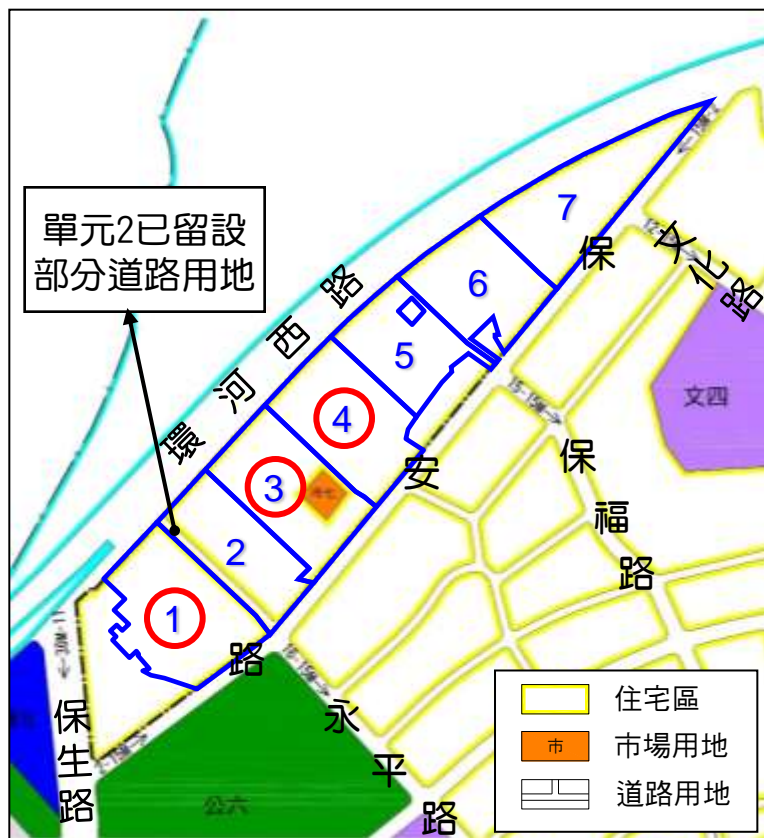 單元2已留設
部分道路用地
環河西路
保安路
文化路
保福路
永平路
保生路
7
6
5
4
3
2
1
文四
公六
住宅區
市
市場用地
道路用地